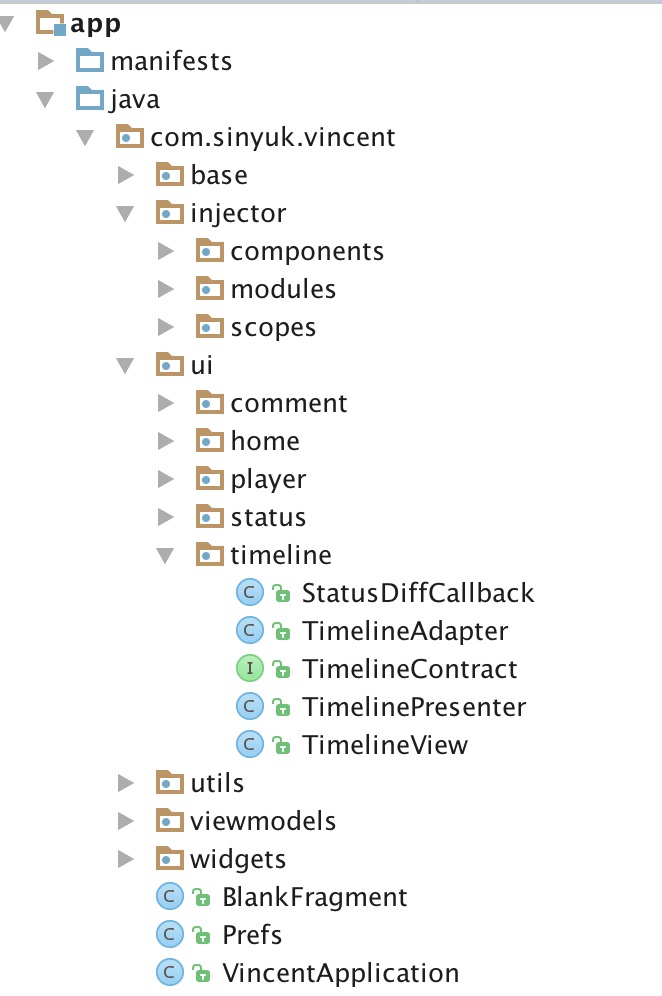 app
manifests
java
com.sinyuk.vincent
base
injector
components
modules
scopes
ui
comment
home
player
status
timeline
C StatusDiffCallback
C TimelineAdapter
I TimelineContract
C TimelinePresenter
C TimelineView
utils
viewmodels
widgets
C BlankFragment
C Prefs
C VincentApplication